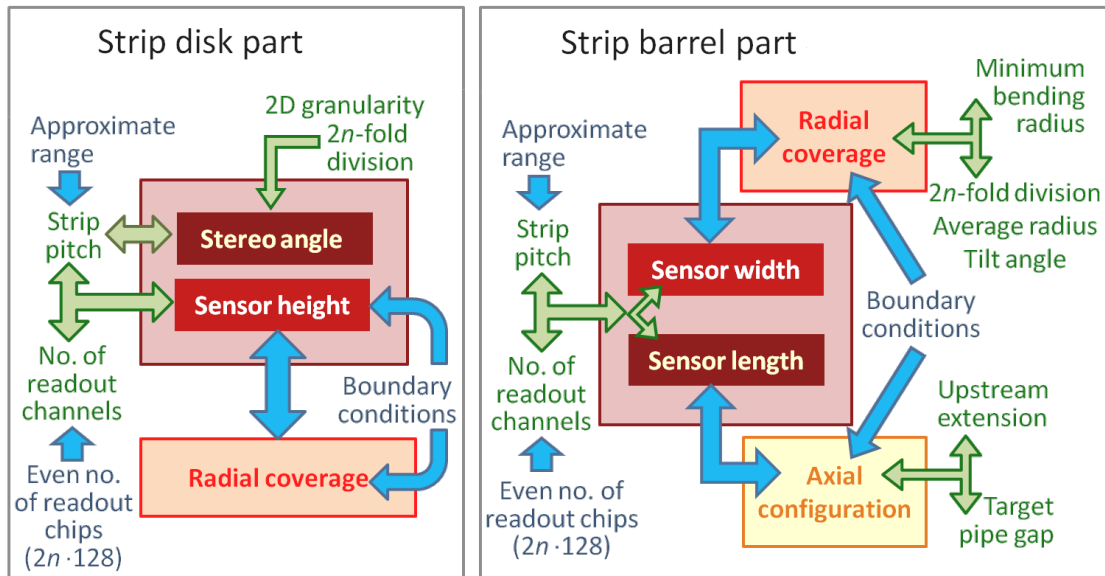 Strip disk part
2D granularity
2n-fold
division
Approximate
range
Strip
pitch
Stereo angle
Sensor height
No. of
readout
channels
Boundary
conditions
Even no.
of readout
chips
(2n ·128)
Radial coverage
Strip barrel part
Minimum
bending
radius
Radial
coverage
Approximate
range
2n-fold division
Average radius
Tilt angle
Strip
pitch
Sensor width
Boundary
conditions
Sensor length
No. of
readout
channels
Upstream
extension
Even no. of
readout chips
(2n ·128)
Axial
configuration
Target
pipe gap